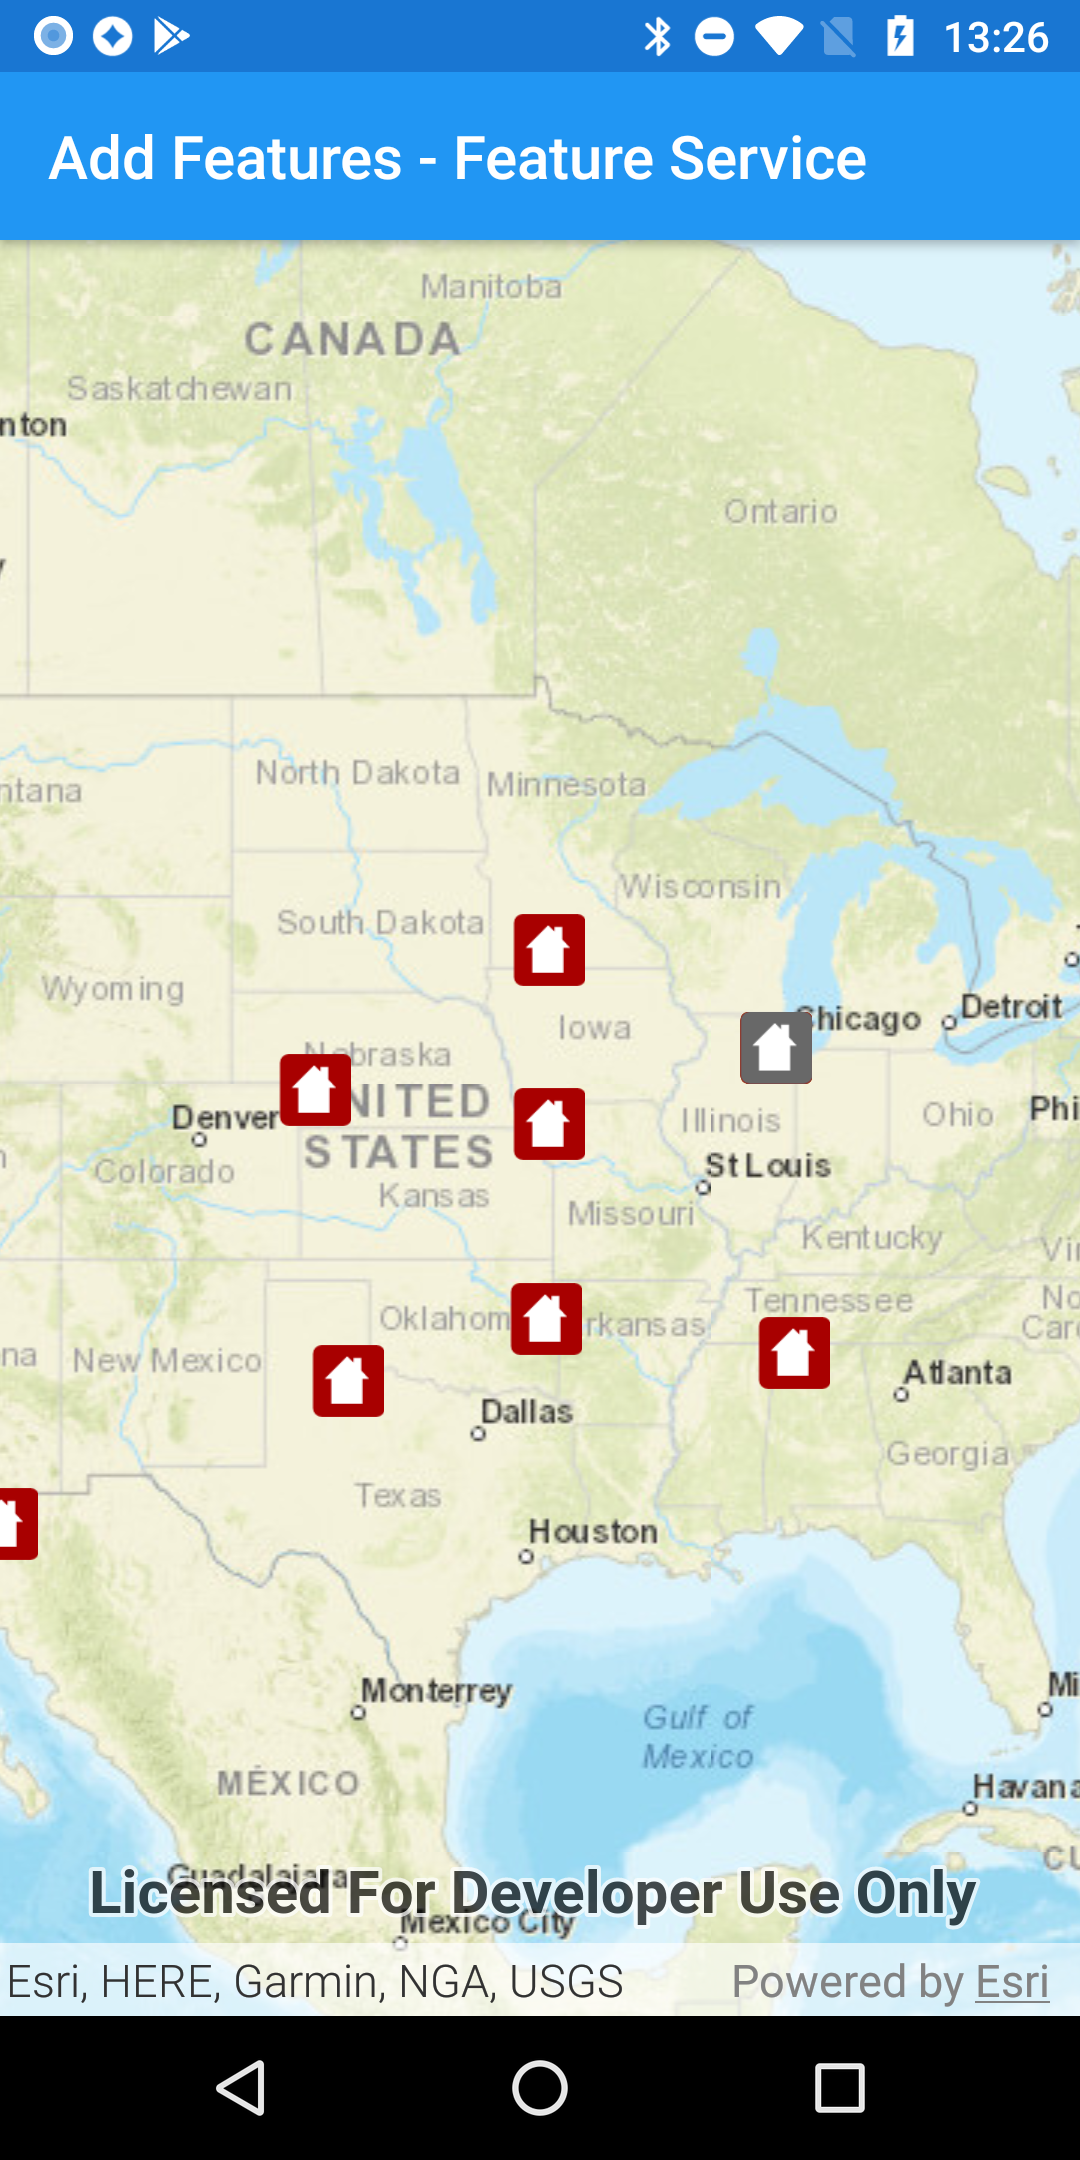 13:26
Add Features - Feature Service
Manitoba
CANADA
Saskatchewan
nton
Ontario
North Dakota
Minnesota
ntana
Wisconsin
South Dakota
Wyoming
Chicago
Detroit
Iowa
Nebraska
NITED
STATES
Denver
Illinois
Ohio
Phi
Colorado
St Louis
Kansas
Missouri
Kentucky
Vir
Tennessee
No
Oklahom
rkansas
Caro
na
New Mexico
Atlanta
Dallas
Georgia
Texas
Houston
Monterrey
Mi
Gulf of
Mexico
MÉXICO
Havana
CU
Guadalajara
Licensed For Developer Use Only
Mexico City
Esri, HERE, Garmin, NGA, USGS
Powered by Esri